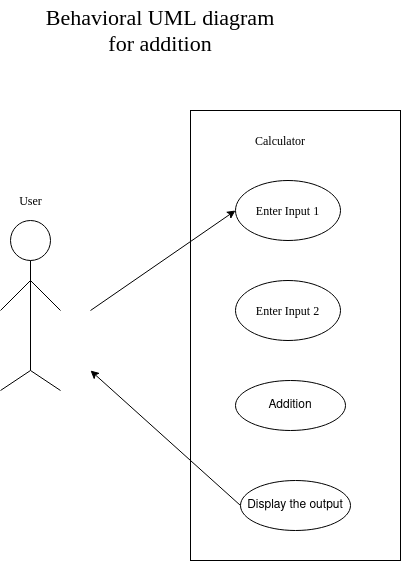 Behavioral UML diagram
for addition
Calculator
User
Enter Input 1
Enter Input 2
Addition
Display the output